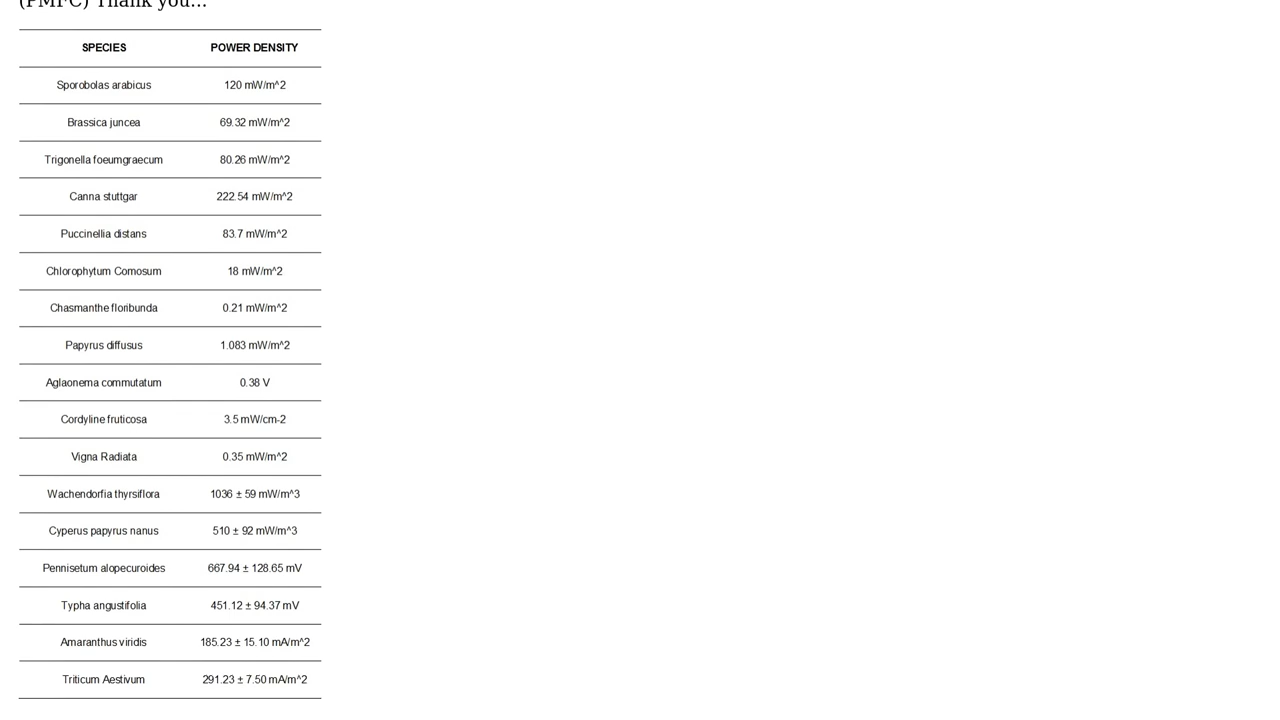 (PMFC) Thank you...
SPECIES POWER DENSITY
Sporobolas arabicus 120 mW/m^2
Brassica juncea 69.32 mW/m^2
Trigonella foeumgraecum 80.26 mW/m^2
Canna stuttgar 222.54 mW/m^2
Puccinellia distans 83.7 mW/m^2
Chlorophytum Comosum 18 mW/m^2
Chasmanthe floribunda 0.21 mW/m^2
Papyrus diffusus 1.083 mW/m^2
Aglaonema commutatum 0.38 V
Cordyline fruticosa 3.5 mW/cm-2
Vigna Radiata 0.35 mW/m^2
Wachendorfia thyrsiflora 1036 ± 59 mW/m^3
Cyperus papyrus nanus 510 ± 92 mW/m^3
Pennisetum alopecuroides 667.94 ± 128.65 mV
Typha angustifolia 451.12 ± 94.37 mV
Amaranthus viridis 185.23 ± 15.10 mA/m^2
Triticum Aestivum 291.23 ± 7.50 mA/m^2